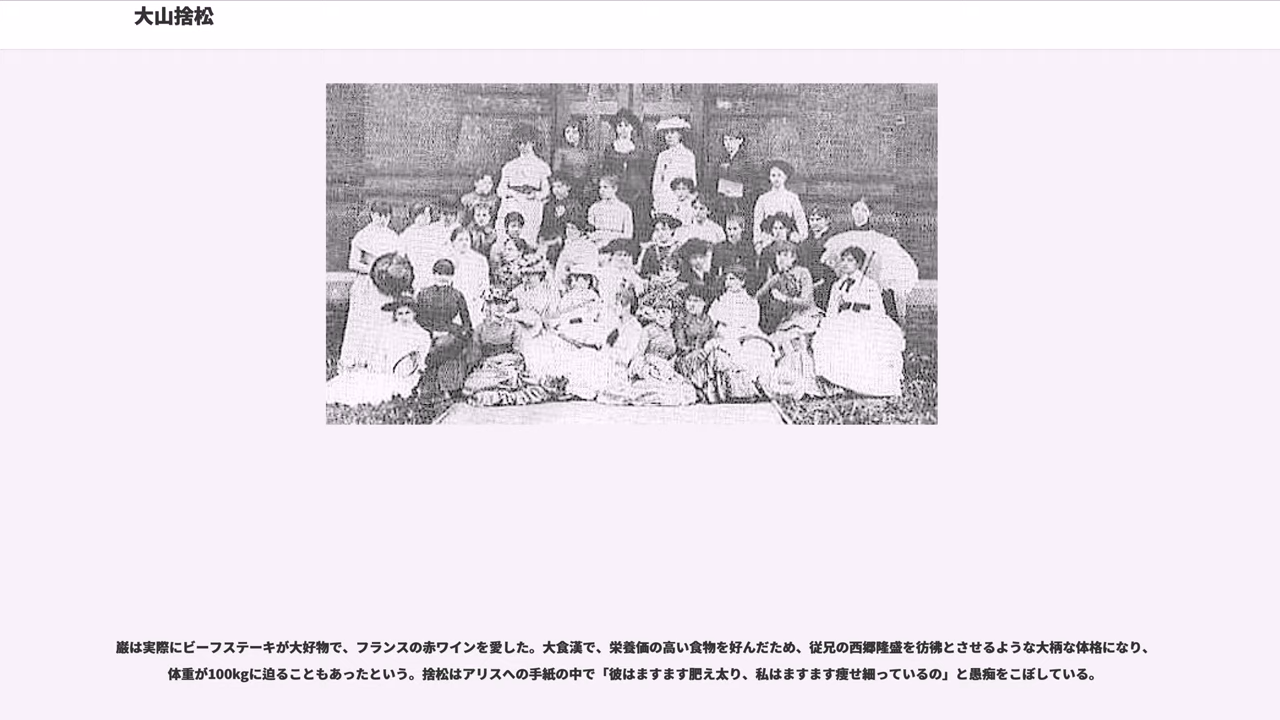 大山捨松
巌は実際にビーフステーキが大好物で、フランスの赤ワインを愛した。大食漢で、栄養価の高い食物を好んだため、従兄の西郷隆盛を彷彿とさせるような大柄な体格になり、
体重が100kgに迫ることもあったという。捨松はアリスへの手紙の中で「彼はますます肥え太り、私はますます痩せ細っているの」と愚痴をこぼしている。